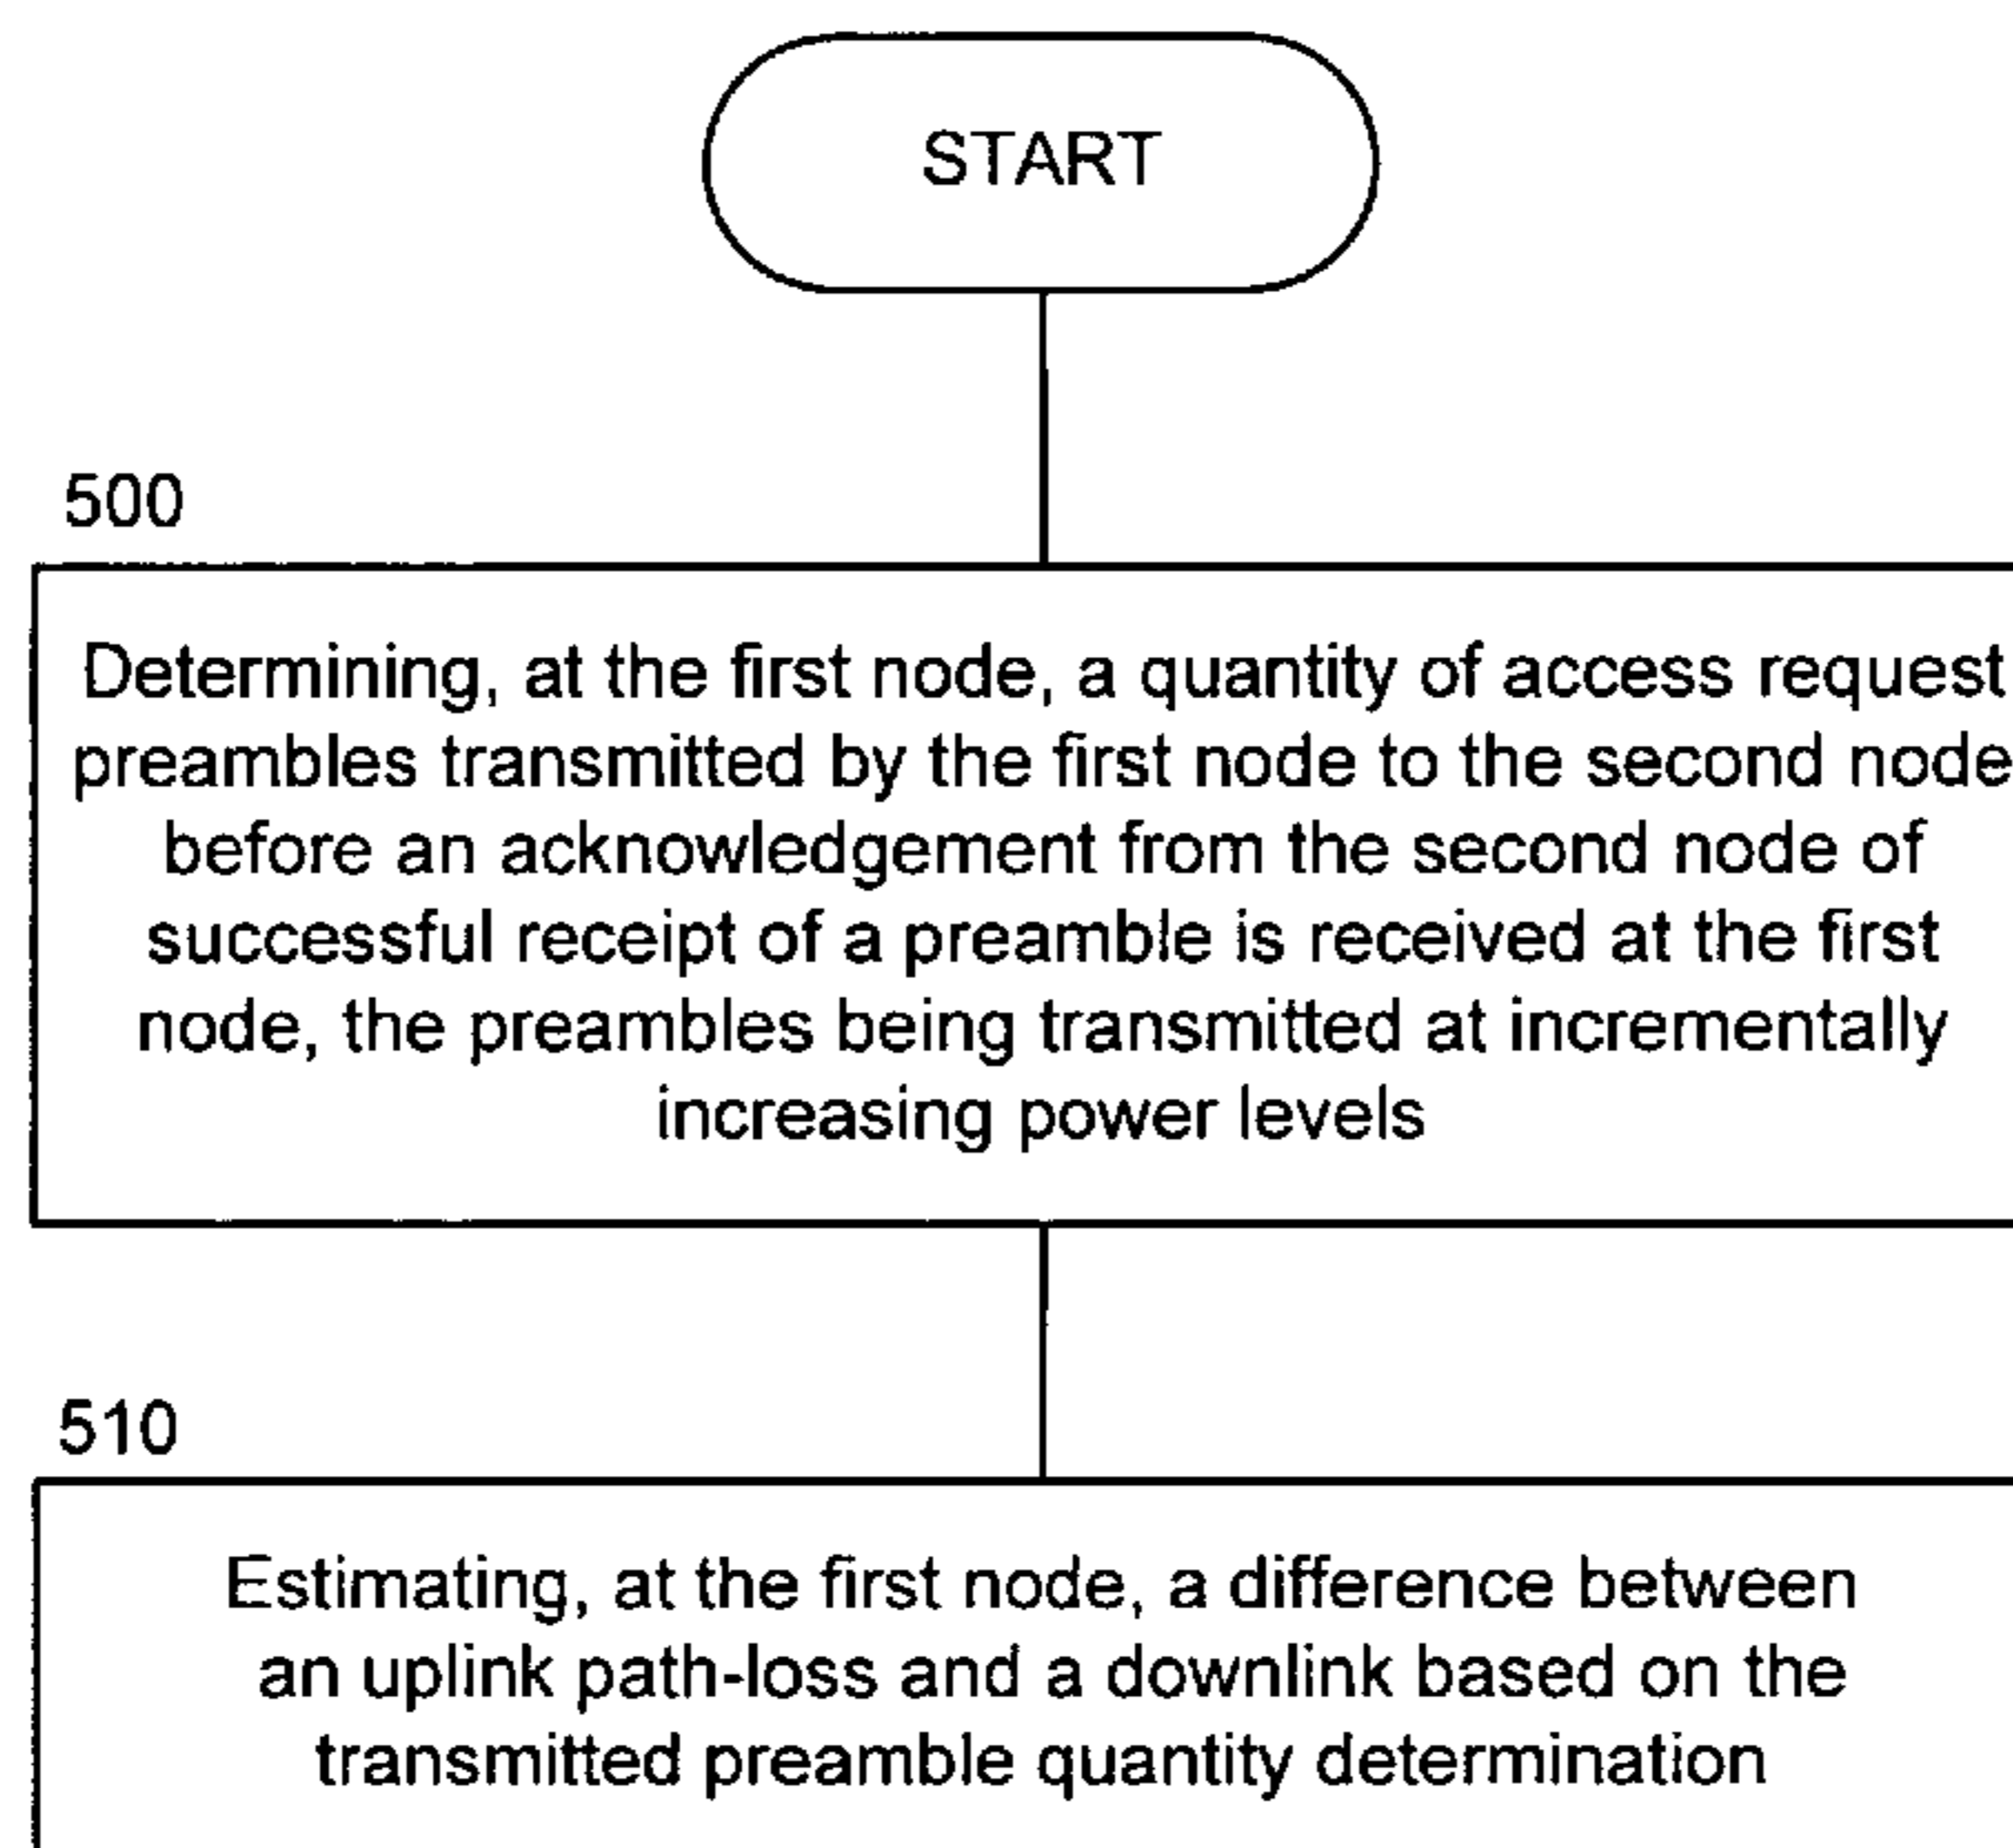 START
500
Determining, at the first node, a quantity of access request
preambles transmitted by the first node to the second node
before an acknowledgement from the second node of
successful receipt of a preamble is received at the first
node, the preambles being transmitted at incrementally
increasing power levels
510
Estimating, at the first node, a difference between
an uplink path-loss and a downlink based on the
transmitted preamble quantity determination